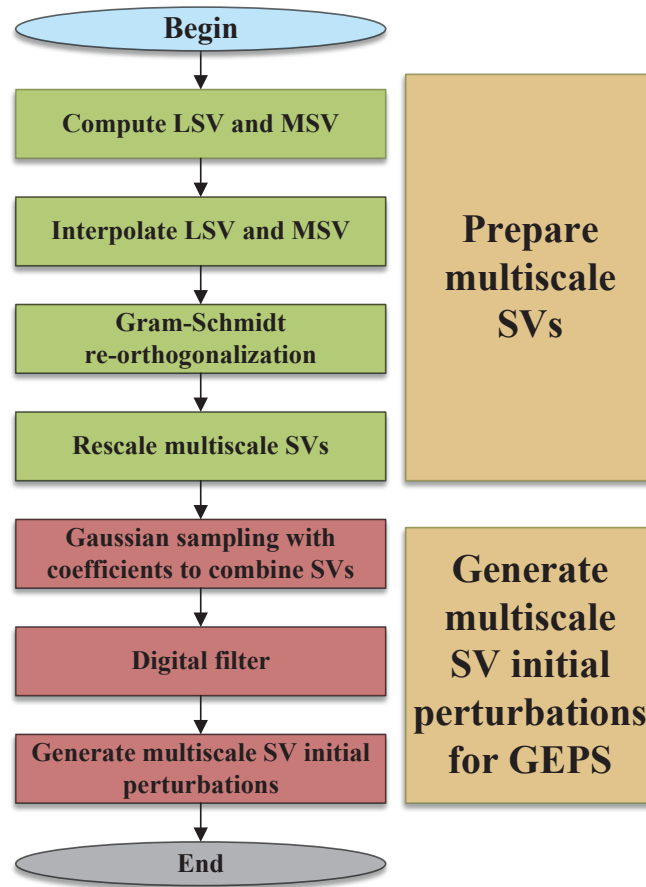 Begin
Compute LSV and MSV
Interpolate LSV and MSV
Gram-Schmidt
re-orthogonalization
Rescale multiscale SVs
Prepare
multiscale
SVs
Gaussian sampling with
coefficients to combine SVs
Digital filter
Generate multiscale SV initial
perturbations
Generate
multiscale
SV initial
perturbations
for GEPS
End